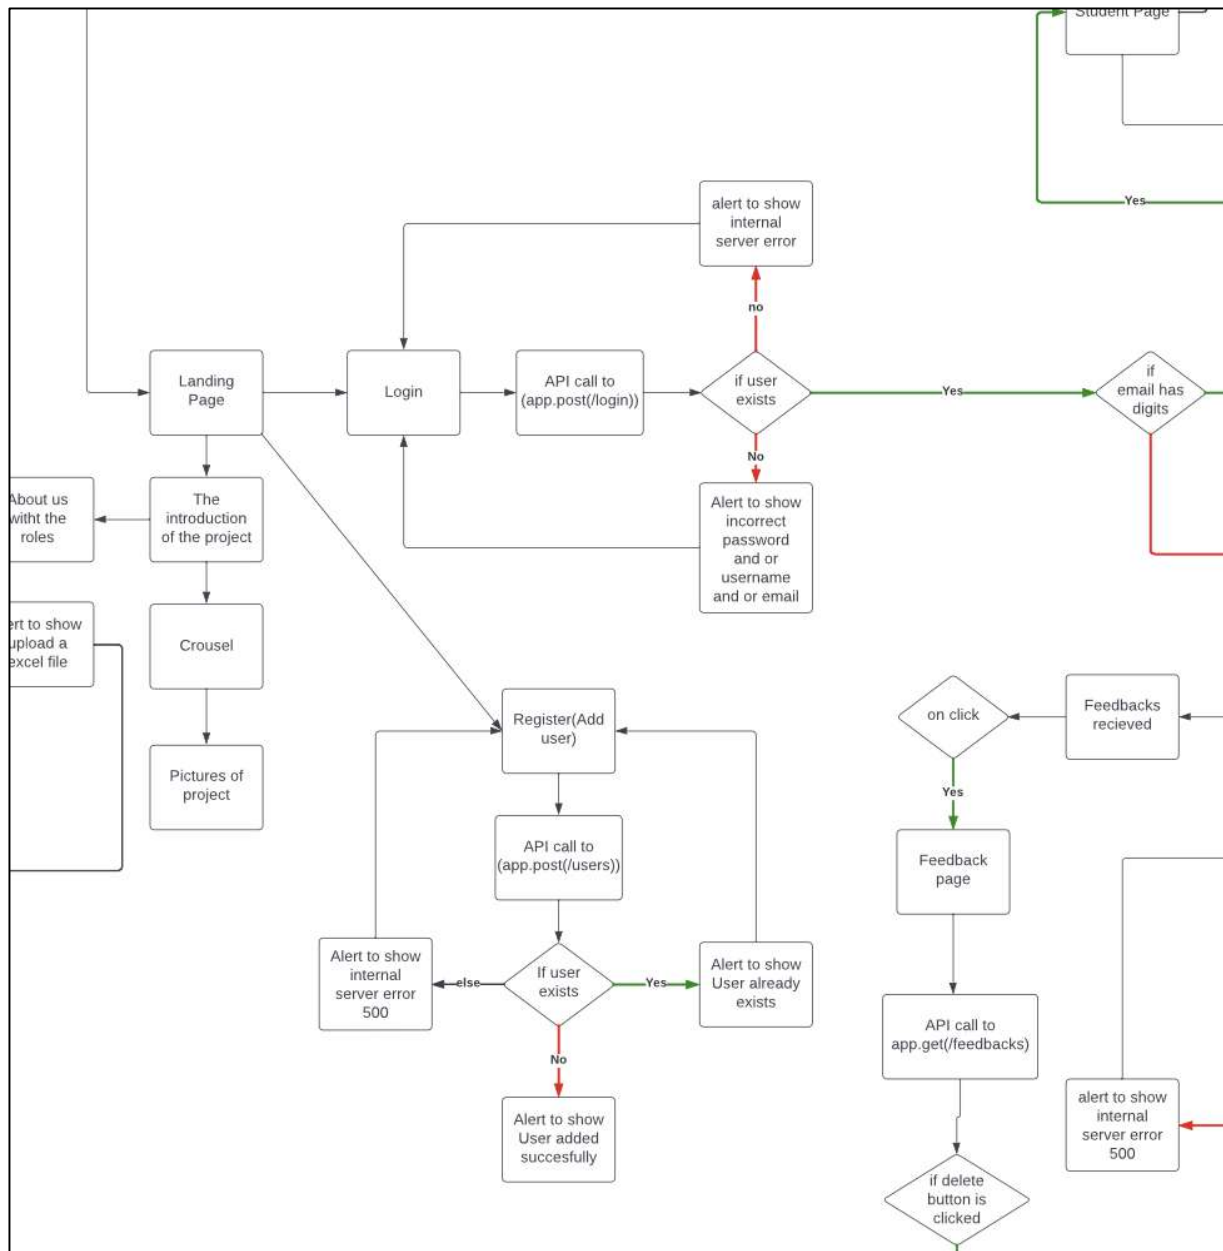 Student Page
Yes
alert to show
internal
server error
no
Landing
Page
Login
API call to
(app.post(/login))
if user
exists
Yes
if
email has
digits
No
About us
witht the
roles
The
introduction
of the project
Alert to show
incorrect
password
and or
username
and or email
ert to show
upload a
excel file
Crousel
Pictures of
project
Register(Add
user)
on click
Feedbacks
recieved
Yes
API call to
(app.post(/users))
Feedback
page
Alert to show
internal
server error
500
else
If user
exists
Yes
Alert to show
User already
exists
No
Alert to show
User added
succesfully
API call to
app.get(/feedbacks)
alert to show
internal
server error
500
if delete
button is
clicked